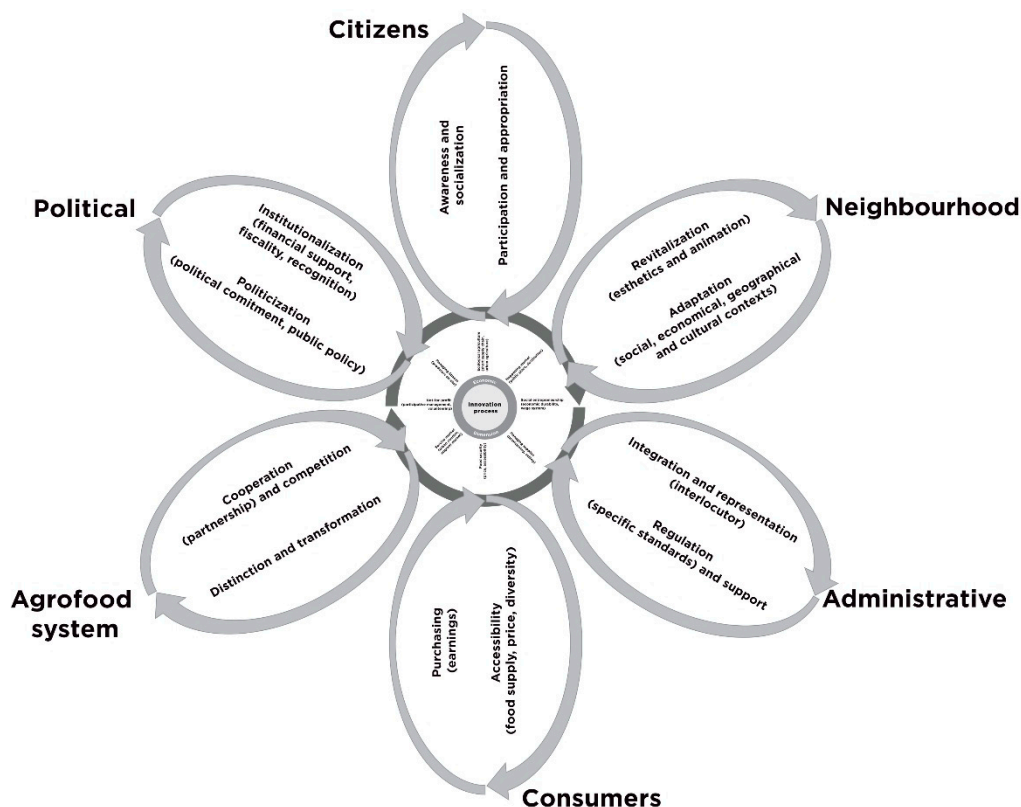 Citizens
Awareness and
socialization
Participation and appropriation
Political
Institutionalization
(financial support,
fiscality, recognition)
Politicization
(political comitment, public policy)
Neighbourhood
Revitalization
(esthetics and animation)
Adaptation
(social, economical, geographical
and cultural contexts)
Innovation
process
Agrofood
system
Cooperation
(partnership) and competition
Distinction and transformation
Administrative
Integration and representation
(interlocutor)
Regulation
(specific standards) and support
Consumers
Purchasing
(earnings)
Accessibility
(food supply, price, diversity)